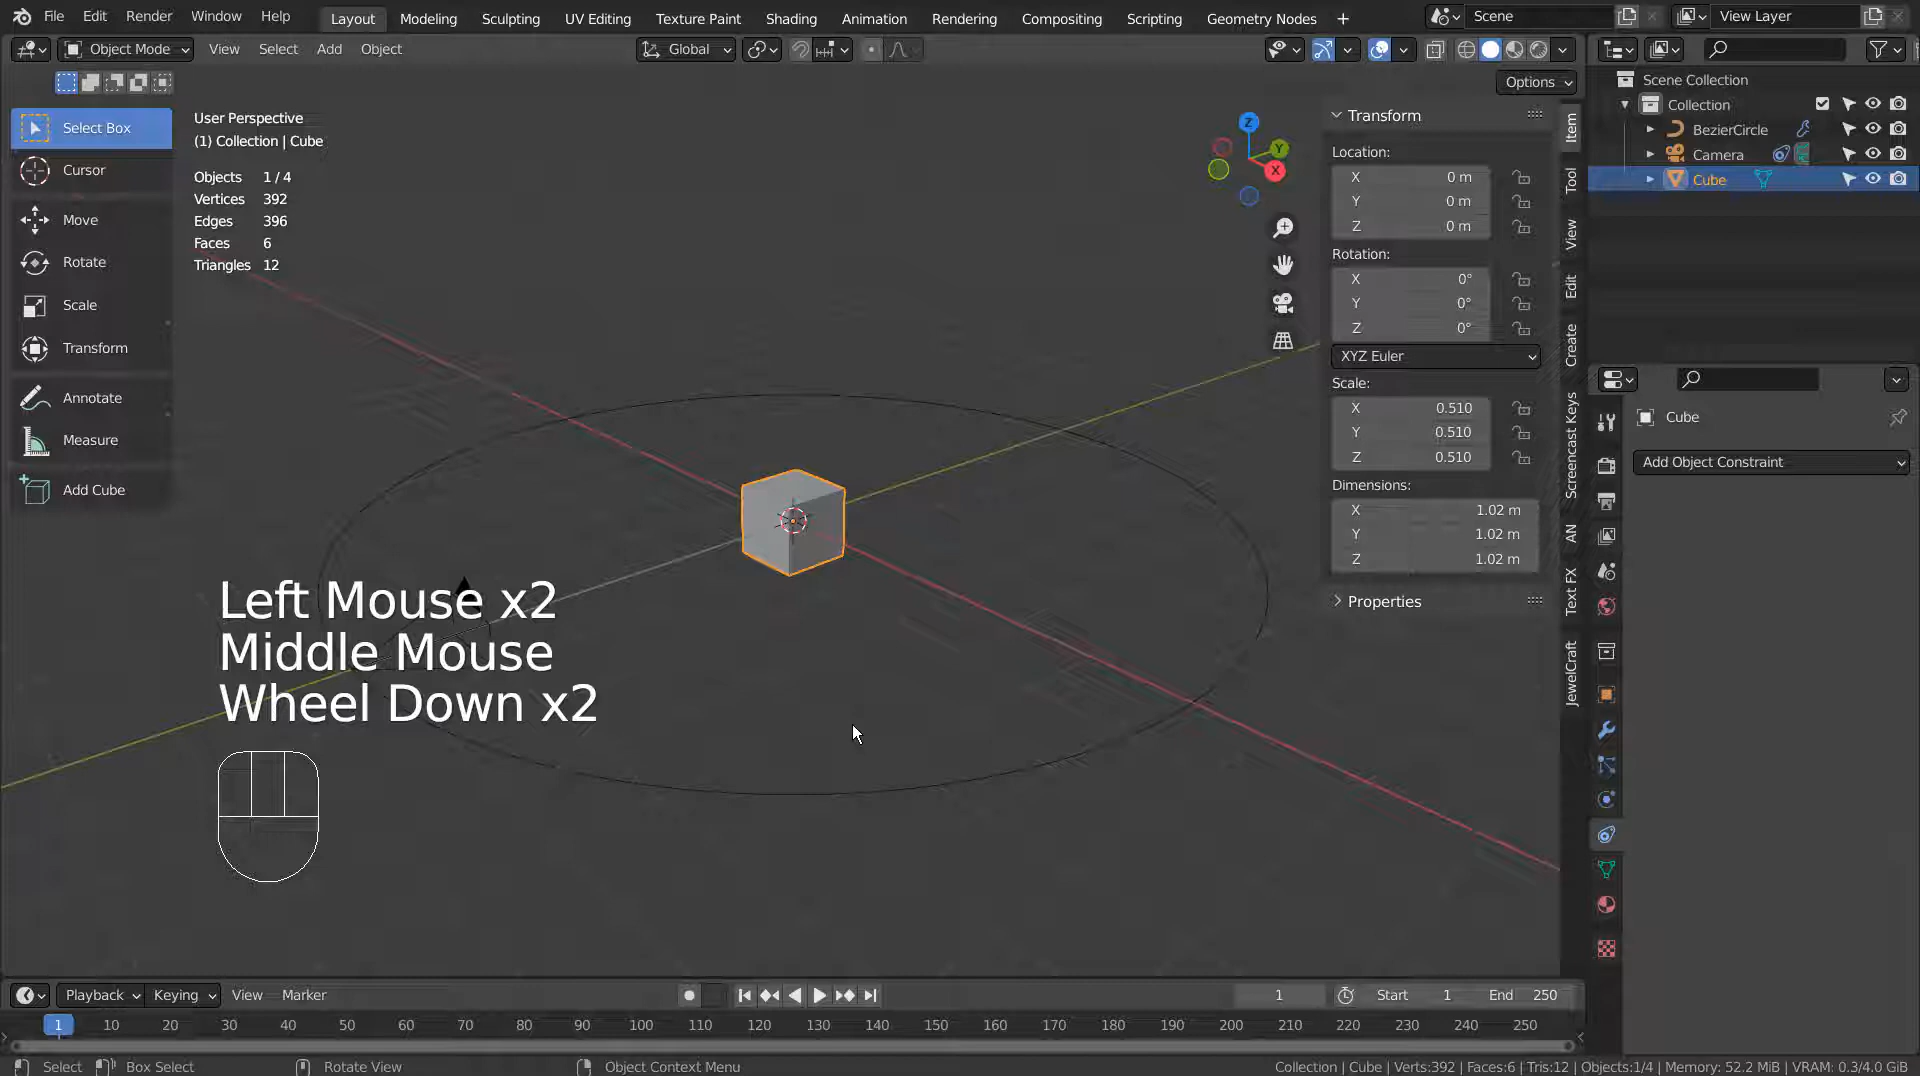 File Edit Render Window Help Layout Modeling Sculpting UV Editing Texture Paint Shading Animation Rendering Compositing Scripting Geometry Nodes + Scene View Layer
Object Mode View Select Add Object Global
Options
Scene Collection
Collection
BezierCircle
Camera
Cube
Select Box
Cursor
Move
Rotate
Scale
Transform
Annotate
Measure
Add Cube
User Perspective
(1) Collection | Cube
Objects 1 / 4
Vertices 392
Edges 396
Faces 6
Triangles 12
Z
Y
X
Transform
Location:
X 0 m
Y 0 m
Z 0 m
Rotation:
X 0°
Y 0°
Z 0°
XYZ Euler
Scale:
X 0.510
Y 0.510
Z 0.510
Dimensions:
X 1.02 m
Y 1.02 m
Z 1.02 m
Properties
Item
Tool
View
Edit
Create
Screencast Keys
AN
Text FX
JewelCraft
Cube
Add Object Constraint
Left Mouse x2
Middle Mouse
Wheel Down x2
Playback Keying View Marker 1 Start 1 End 250
1 10 20 30 40 50 60 70 80 90 100 110 120 130 140 150 160 170 180 190 200 210 220 230 240 250
Select Box Select Rotate View Object Context Menu Collection | Cube | Verts:392 | Faces:6 | Tris:12 | Objects:1/4 | Memory: 52.2 MiB | VRAM: 0.3/4.0 GiB